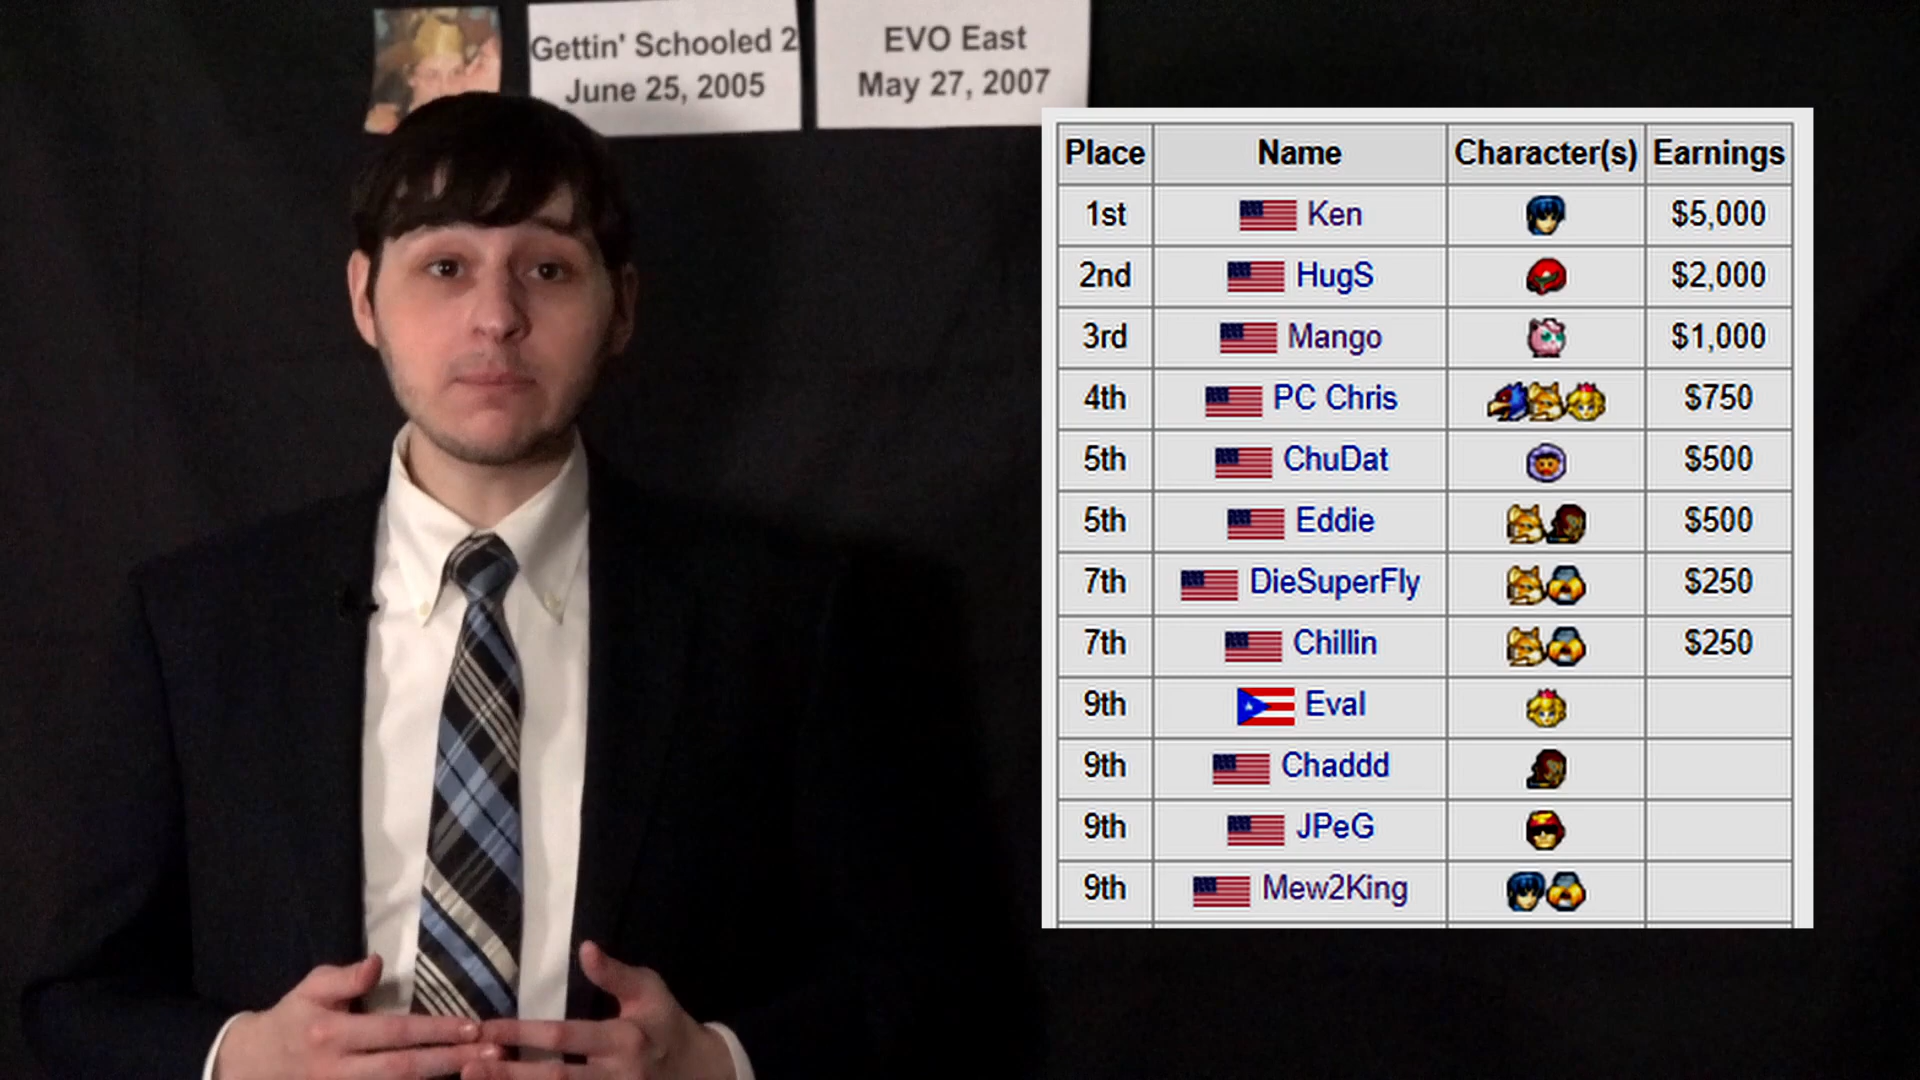 Gettin' Schooled 2
June 25, 2005
EVO East
May 27, 2007
Place Name Character(s) Earnings
1st Ken $5,000
2nd HugS $2,000
3rd Mango $1,000
4th PC Chris $750
5th ChuDat $500
5th Eddie $500
7th DieSuperFly $250
7th Chillin $250
9th Eval
9th Chaddd
9th JPeG
9th Mew2King